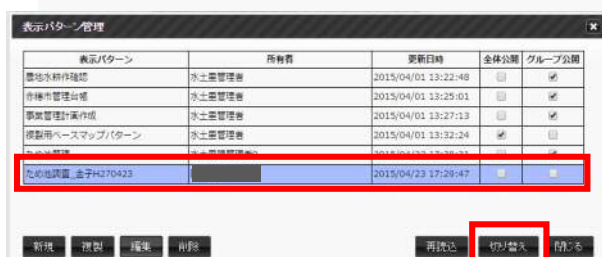 表示パターン管理
表示パターン 所有者 更新日時 全体公開 グループ公開
農地水耕作確認 水土里管理者 2015/04/01 13:22:48
赤穂市管理台帳 水土里管理者 2015/04/01 13:25:01
事業管理計画作成 水土里管理者 2015/04/01 13:27:13
複製用ベースマップパターン 水土里管理者 2015/04/01 13:32:24
ため池調査_金子H270423 2015/04/23 17:29:47
新規 複製 編集 削除 再読込 切り替え 閉じる